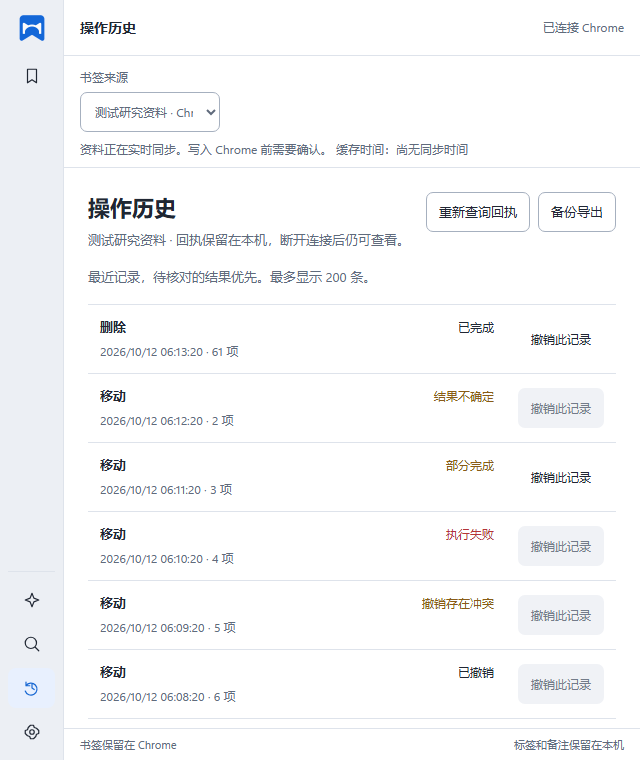 操作历史
已连接 Chrome
书签来源
测试研究资料 · Chr
资料正在实时同步。写入 Chrome 前需要确认。 缓存时间：尚无同步时间
操作历史
重新查询回执
备份导出
测试研究资料 · 回执保留在本机，断开连接后仍可查看。
最近记录，待核对的结果优先。最多显示 200 条。
删除
已完成
撤销此记录
2026/10/12 06:13:20 · 61 项
移动
结果不确定
撤销此记录
2026/10/12 06:12:20 · 2 项
移动
部分完成
撤销此记录
2026/10/12 06:11:20 · 3 项
移动
执行失败
撤销此记录
2026/10/12 06:10:20 · 4 项
移动
撤销存在冲突
撤销此记录
2026/10/12 06:09:20 · 5 项
移动
已撤销
撤销此记录
2026/10/12 06:08:20 · 6 项
书签保留在 Chrome
标签和备注保留在本机